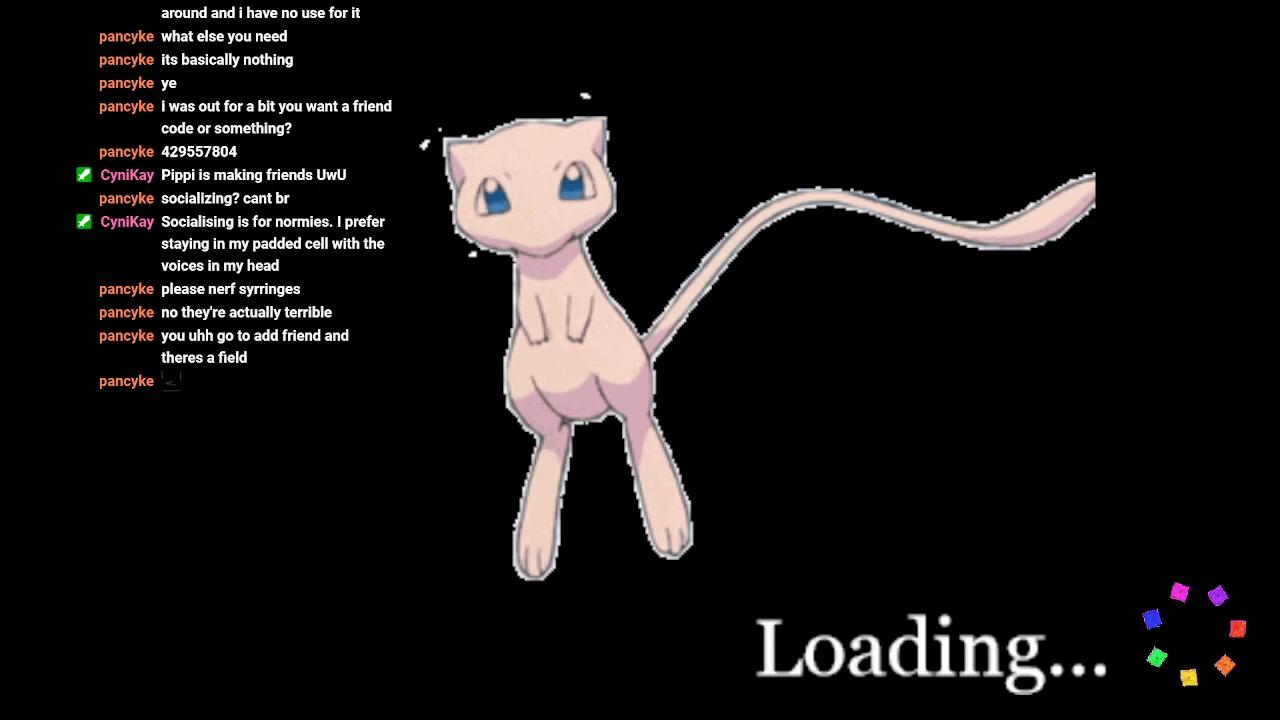 around and i have no use for it
pancyke what else you need
pancyke its basically nothing
pancyke ye
pancyke i was out for a bit you want a friend
code or something?
pancyke 429557804
CyniKay Pippi is making friends UwU
pancyke socializing? cant br
CyniKay Socialising is for normies. I prefer
staying in my padded cell with the
voices in my head
pancyke please nerf syrringes
pancyke no they're actually terrible
pancyke you uhh go to add friend and
theres a field
pancyke
Loading...